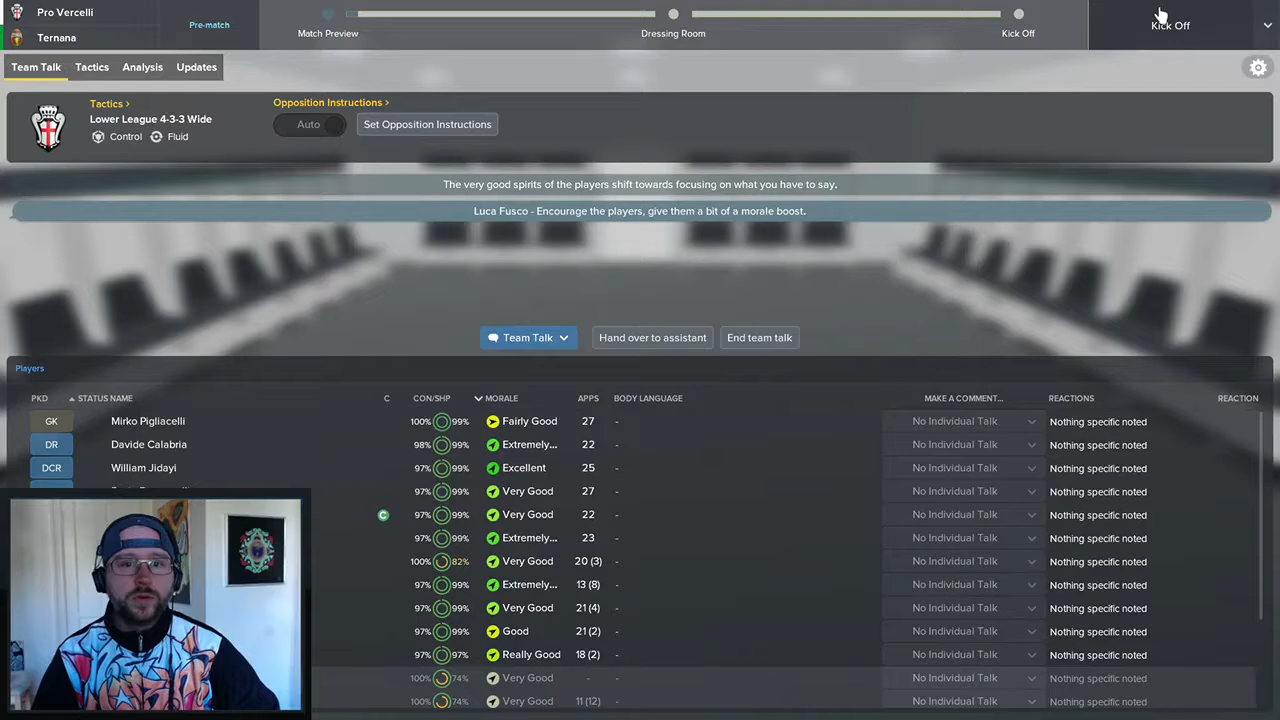 Pro Vercelli
Ternana
Pre-match
Match Preview
Dressing Room
Kick Off
Kick Off
Team Talk
Tactics
Analysis
Updates
Tactics >
Lower League 4-3-3 Wide
Control
Fluid
Opposition Instructions >
Auto
Set Opposition Instructions
The very good spirits of the players shift towards focusing on what you have to say.
Luca Fusco - Encourage the players, give them a bit of a morale boost.
Team Talk
Hand over to assistant
End team talk
Players
PKD STATUS NAME C CON/SHP MORALE APPS BODY LANGUAGE MAKE A COMMENT... REACTIONS REACTION
GK Mirko Pigliacelli 100% 99% Fairly Good 27 - No Individual Talk Nothing specific noted
DR Davide Calabria 98% 99% Extremely... 22 - No Individual Talk Nothing specific noted
DCR William Jidayi 97% 99% Excellent 25 - No Individual Talk Nothing specific noted
97% 99% Very Good 27 - No Individual Talk Nothing specific noted
C 97% 99% Very Good 22 - No Individual Talk Nothing specific noted
97% 99% Extremely... 23 - No Individual Talk Nothing specific noted
100% 82% Very Good 20 (3) - No Individual Talk Nothing specific noted
97% 99% Extremely... 13 (8) - No Individual Talk Nothing specific noted
97% 99% Very Good 21 (4) - No Individual Talk Nothing specific noted
97% 99% Good 21 (2) - No Individual Talk Nothing specific noted
97% 97% Really Good 18 (2) - No Individual Talk Nothing specific noted
100% 74% Very Good - - No Individual Talk Nothing specific noted
100% 74% Very Good 11 (12) - No Individual Talk Nothing specific noted